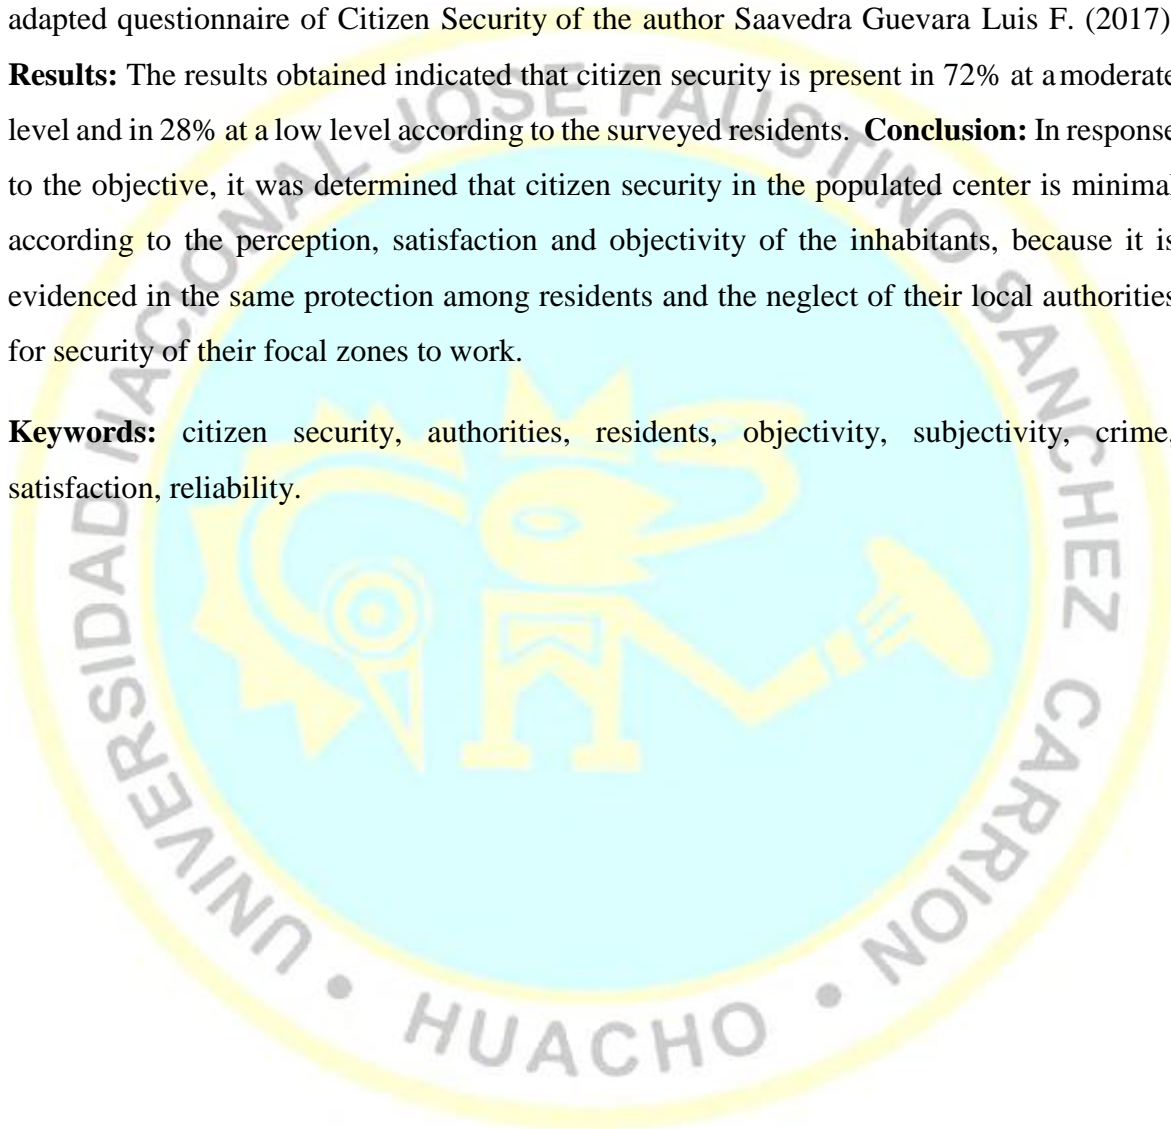 adapted questionnaire of Citizen Security of the author Saavedra Guevara Luis F. (2017)
Results: The results obtained indicated that citizen security is present in 72% at a moderate
level and in 28% at a low level according to the surveyed residents. Conclusion: In response
to the objective, it was determined that citizen security in the populated center is minimal
according to the perception, satisfaction and objectivity of the inhabitants, because it is
evidenced in the same protection among residents and the neglect of their local authorities
for security of their focal zones to work.
Keywords: citizen security, authorities, residents, objectivity, subjectivity, crime,
satisfaction, reliability.
UNIVERSIDAD NACIONAL JOSE FAUSTINO SANCHEZ CARRION
• HUACHO •